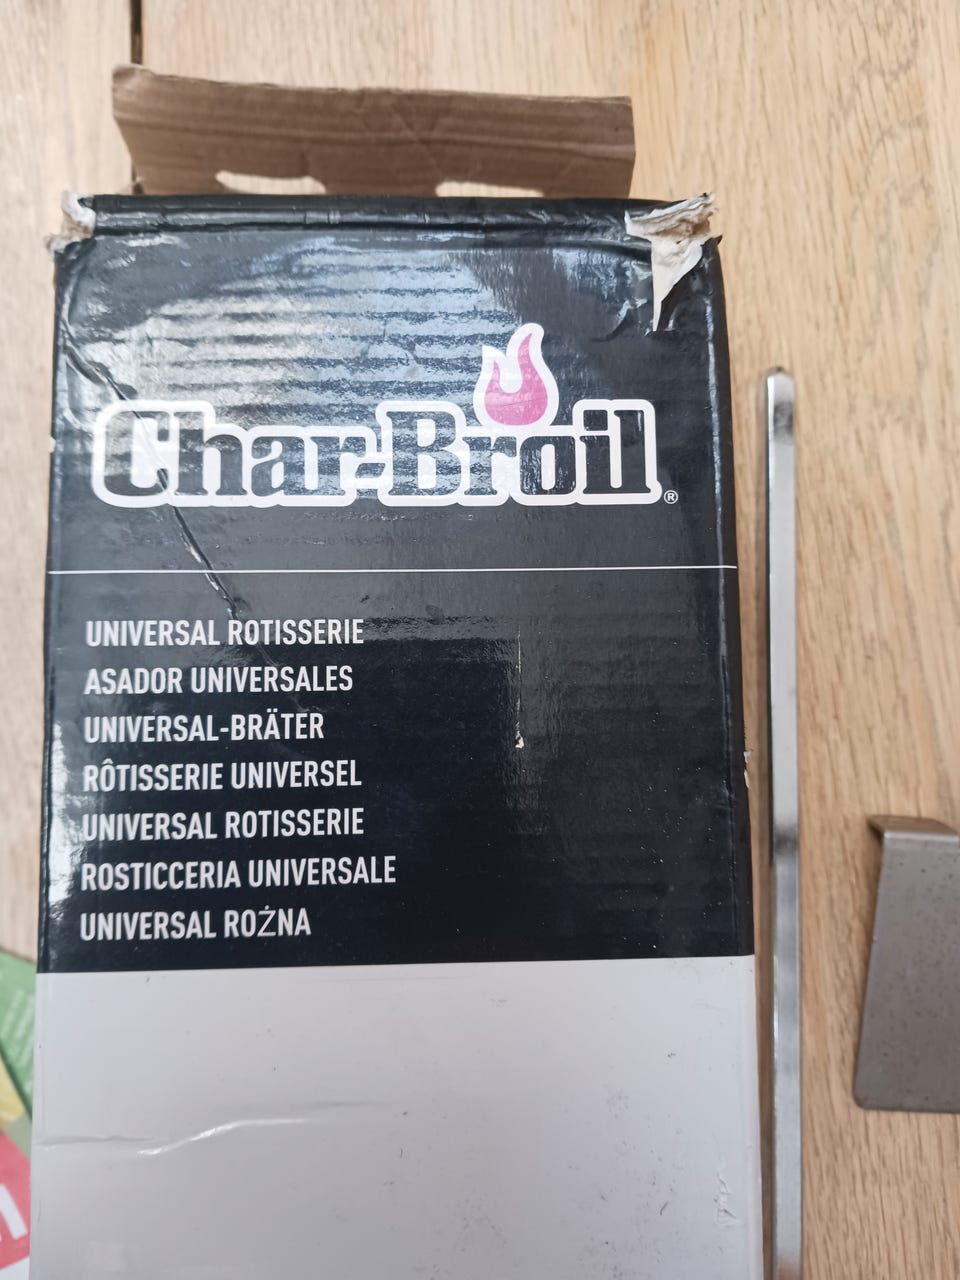 Char-Broil®
UNIVERSAL ROTISSERIE
ASADOR UNIVERSALES
UNIVERSAL-BRÄTER
RÔTISSERIE UNIVERSEL
UNIVERSAL ROTISSERIE
ROSTICCERIA UNIVERSALE
UNIVERSAL ROŻNA